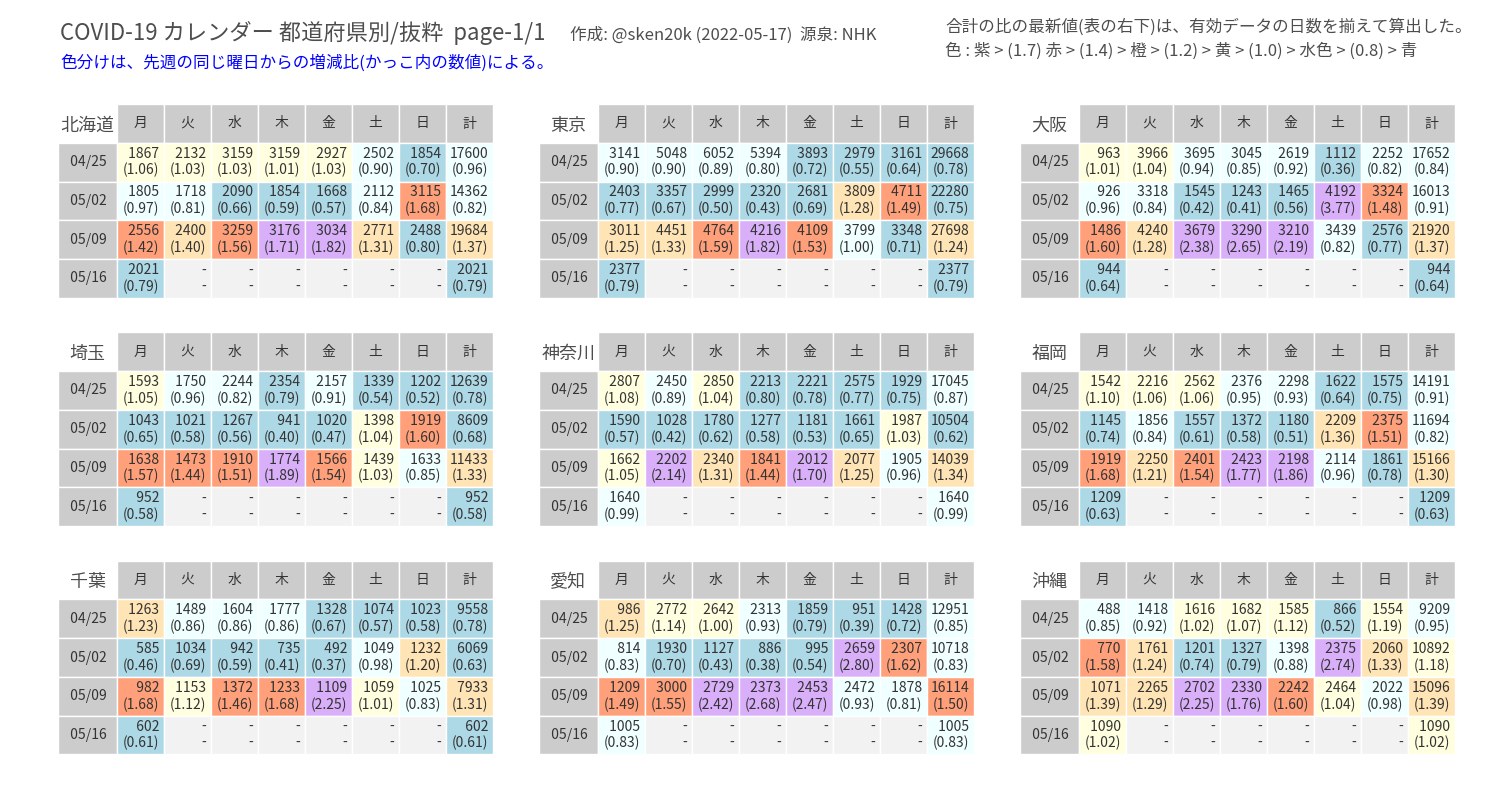 COVID-19 カレンダー 都道府県別/抜粋 page-1/1 作成: @sken20k (2022-05-17) 源泉: NHK
色分けは、先週の同じ曜日からの増減比(かっこ内の数値)による。
合計の比の最新値(表の右下)は、有効データの日数を揃えて算出した。
色 : 紫 > (1.7) 赤 > (1.4) > 橙 > (1.2) > 黄 > (1.0) > 水色 > (0.8) > 青
北海道 月 火 水 木 金 土 日 計
04/25 1867 2132 3159 3159 2927 2502 1854 17600
(1.06) (1.03) (1.03) (1.01) (1.03) (0.90) (0.70) (0.96)
05/02 1805 1718 2090 1854 1668 2112 3115 14362
(0.97) (0.81) (0.66) (0.59) (0.57) (0.84) (1.68) (0.82)
05/09 2556 2400 3259 3176 3034 2771 2488 19684
(1.42) (1.40) (1.56) (1.71) (1.82) (1.31) (0.80) (1.37)
05/16 2021 - - - - - - 2021
(0.79) - - - - - - (0.79)
東京 月 火 水 木 金 土 日 計
04/25 3141 5048 6052 5394 3893 2979 3161 29668
(0.90) (0.90) (0.89) (0.80) (0.72) (0.55) (0.64) (0.78)
05/02 2403 3357 2999 2320 2681 3809 4711 22280
(0.77) (0.67) (0.50) (0.43) (0.69) (1.28) (1.49) (0.75)
05/09 3011 4451 4764 4216 4109 3799 3348 27698
(1.25) (1.33) (1.59) (1.82) (1.53) (1.00) (0.71) (1.24)
05/16 2377 - - - - - - 2377
(0.79) - - - - - - (0.79)
大阪 月 火 水 木 金 土 日 計
04/25 963 3966 3695 3045 2619 1112 2252 17652
(1.01) (1.04) (0.94) (0.85) (0.92) (0.36) (0.82) (0.84)
05/02 926 3318 1545 1243 1465 4192 3324 16013
(0.96) (0.84) (0.42) (0.41) (0.56) (3.77) (1.48) (0.91)
05/09 1486 4240 3679 3290 3210 3439 2576 21920
(1.60) (1.28) (2.38) (2.65) (2.19) (0.82) (0.77) (1.37)
05/16 944 - - - - - - 944
(0.64) - - - - - - (0.64)
埼玉 月 火 水 木 金 土 日 計
04/25 1593 1750 2244 2354 2157 1339 1202 12639
(1.05) (0.96) (0.82) (0.79) (0.91) (0.54) (0.52) (0.78)
05/02 1043 1021 1267 941 1020 1398 1919 8609
(0.65) (0.58) (0.56) (0.40) (0.47) (1.04) (1.60) (0.68)
05/09 1638 1473 1910 1774 1566 1439 1633 11433
(1.57) (1.44) (1.51) (1.89) (1.54) (1.03) (0.85) (1.33)
05/16 952 - - - - - - 952
(0.58) - - - - - - (0.58)
神奈川 月 火 水 木 金 土 日 計
04/25 2807 2450 2850 2213 2221 2575 1929 17045
(1.08) (0.89) (1.04) (0.80) (0.78) (0.77) (0.75) (0.87)
05/02 1590 1028 1780 1277 1181 1661 1987 10504
(0.57) (0.42) (0.62) (0.58) (0.53) (0.65) (1.03) (0.62)
05/09 1662 2202 2340 1841 2012 2077 1905 14039
(1.05) (2.14) (1.31) (1.44) (1.70) (1.25) (0.96) (1.34)
05/16 1640 - - - - - - 1640
(0.99) - - - - - - (0.99)
福岡 月 火 水 木 金 土 日 計
04/25 1542 2216 2562 2376 2298 1622 1575 14191
(1.10) (1.06) (1.06) (0.95) (0.93) (0.64) (0.75) (0.91)
05/02 1145 1856 1557 1372 1180 2209 2375 11694
(0.74) (0.84) (0.61) (0.58) (0.51) (1.36) (1.51) (0.82)
05/09 1919 2250 2401 2423 2198 2114 1861 15166
(1.68) (1.21) (1.54) (1.77) (1.86) (0.96) (0.78) (1.30)
05/16 1209 - - - - - - 1209
(0.63) - - - - - - (0.63)
千葉 月 火 水 木 金 土 日 計
04/25 1263 1489 1604 1777 1328 1074 1023 9558
(1.23) (0.86) (0.86) (0.86) (0.67) (0.57) (0.58) (0.78)
05/02 585 1034 942 735 492 1049 1232 6069
(0.46) (0.69) (0.59) (0.41) (0.37) (0.98) (1.20) (0.63)
05/09 982 1153 1372 1233 1109 1059 1025 7933
(1.68) (1.12) (1.46) (1.68) (2.25) (1.01) (0.83) (1.31)
05/16 602 - - - - - - 602
(0.61) - - - - - - (0.61)
愛知 月 火 水 木 金 土 日 計
04/25 986 2772 2642 2313 1859 951 1428 12951
(1.25) (1.14) (1.00) (0.93) (0.79) (0.39) (0.72) (0.85)
05/02 814 1930 1127 886 995 2659 2307 10718
(0.83) (0.70) (0.43) (0.38) (0.54) (2.80) (1.62) (0.83)
05/09 1209 3000 2729 2373 2453 2472 1878 16114
(1.49) (1.55) (2.42) (2.68) (2.47) (0.93) (0.81) (1.50)
05/16 1005 - - - - - - 1005
(0.83) - - - - - - (0.83)
沖縄 月 火 水 木 金 土 日 計
04/25 488 1418 1616 1682 1585 866 1554 9209
(0.85) (0.92) (1.02) (1.07) (1.12) (0.52) (1.19) (0.95)
05/02 770 1761 1201 1327 1398 2375 2060 10892
(1.58) (1.24) (0.74) (0.79) (0.88) (2.74) (1.33) (1.18)
05/09 1071 2265 2702 2330 2242 2464 2022 15096
(1.39) (1.29) (2.25) (1.76) (1.60) (1.04) (0.98) (1.39)
05/16 1090 - - - - - - 1090
(1.02) - - - - - - (1.02)